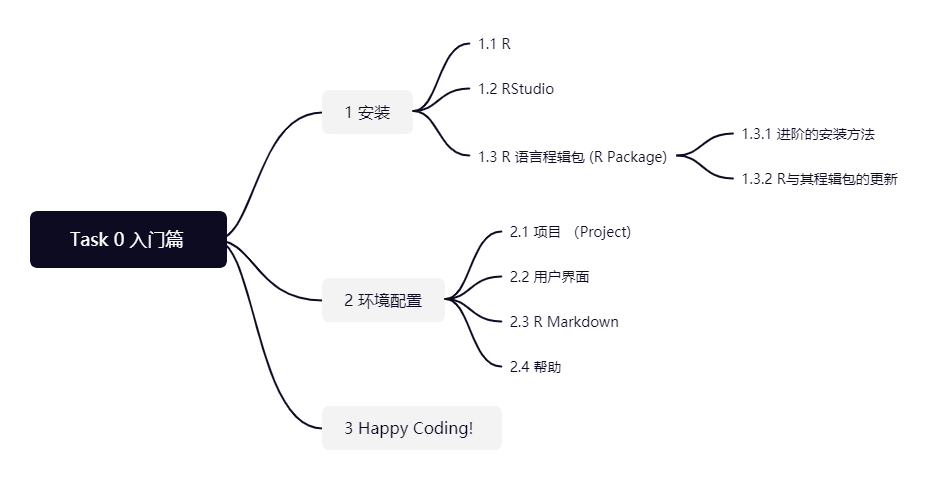 Task 0 入门篇
1 安装
1.1 R
1.2 RStudio
1.3 R 语言程辑包 (R Package)
1.3.1 进阶的安装方法
1.3.2 R与其程辑包的更新
2 环境配置
2.1 项目 （Project)
2.2 用户界面
2.3 R Markdown
2.4 帮助
3 Happy Coding!